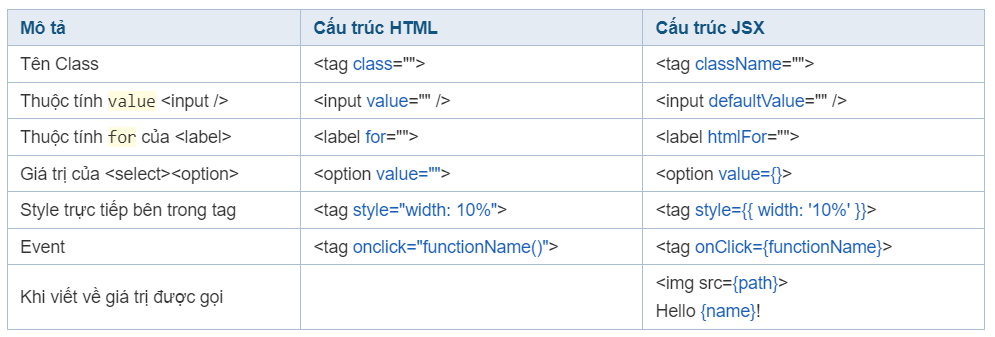 Mô tả Cấu trúc HTML Cấu trúc JSX
Tên Class <tag class=""> <tag className="">
Thuộc tính value <input /> <input value="" /> <input defaultValue="" />
Thuộc tính for của <label> <label for=""> <label htmlFor="">
Giá trị của <select><option> <option value=""> <option value={}>
Style trực tiếp bên trong tag <tag style="width: 10%"> <tag style={{ width: '10%' }}>
Event <tag onclick="functionName()"> <tag onClick={functionName}>
Khi viết về giá trị được gọi <img src={path}>
Hello {name}!